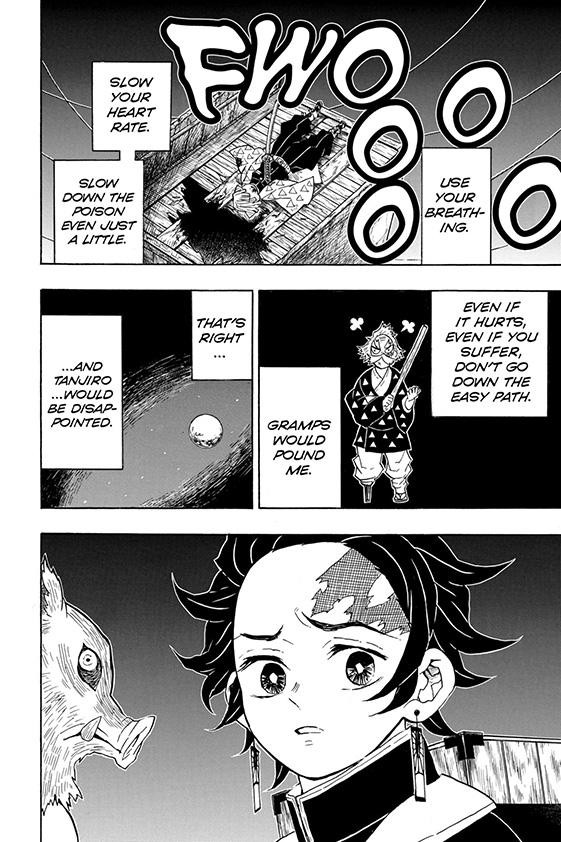 FWOOOOO
USE
YOUR
BREATH-
ING.
SLOW
YOUR
HEART
RATE.
SLOW
DOWN THE
POISON
EVEN JUST
A LITTLE.
EVEN IF
IT HURTS,
EVEN IF YOU
SUFFER,
DON'T GO
DOWN THE
EASY PATH.
GRAMPS
WOULD
POUND
ME.
THAT'S
RIGHT
...
...AND
TANJIRO
...WOULD
BE DISAP-
POINTED.